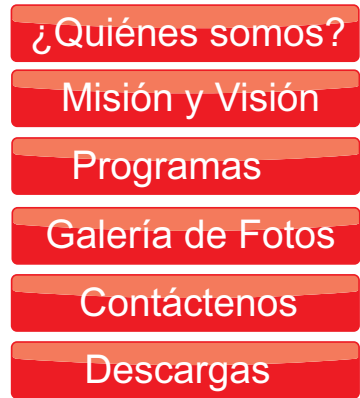 ¿Quiénes somos?
Misión y Visión
Programas
Galería de Fotos
Contáctenos
Descargas